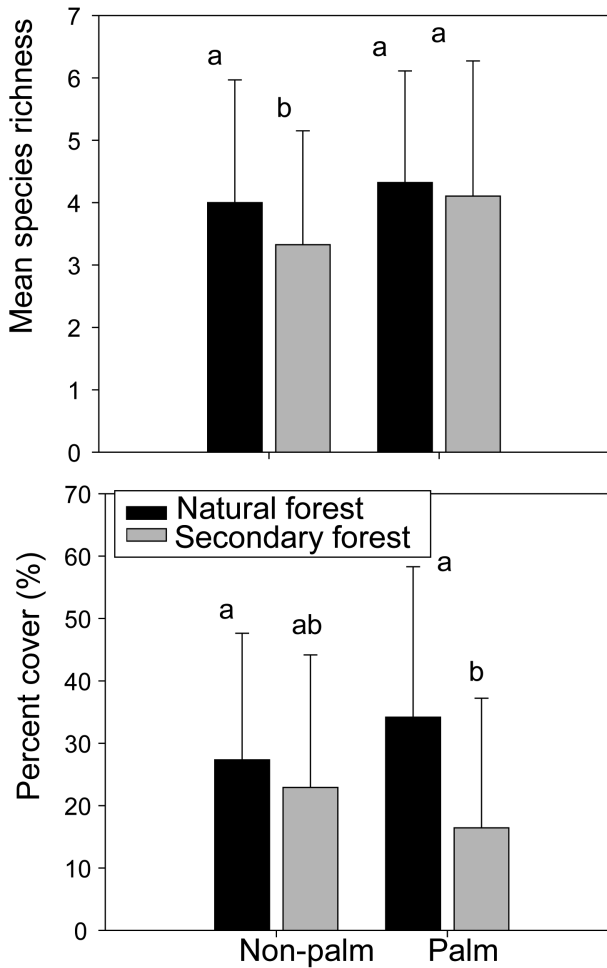 Mean species richness
7
6
5
4
3
2
1
0
a
b
a
a
Percent cover (%)
70
60
50
40
30
20
10
0
Natural forest
Secondary forest
a
ab
a
b
Non-palm
Palm